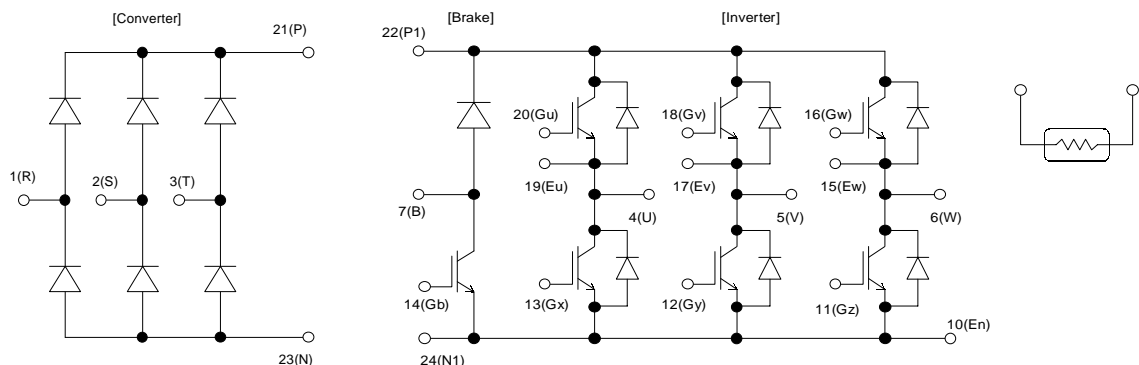 [Converter]
[Brake]
[Inverter]
21(P)
22(P1)
20(Gu)
18(Gv)
16(Gw)
1(R)
2(S)
3(T)
19(Eu)
17(Ev)
15(Ew)
7(B)
4(U)
5(V)
6(W)
14(Gb)
13(Gx)
12(Gy)
11(Gz)
10(En)
23(N)
24(N1)